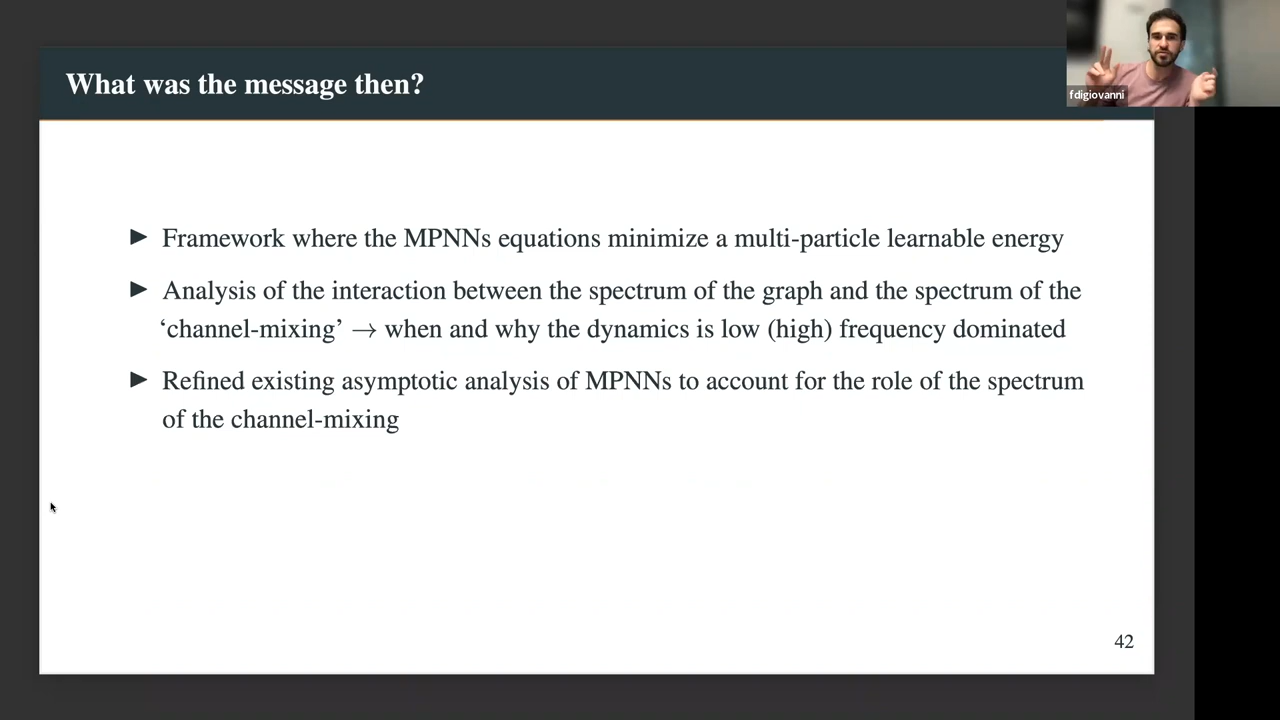 What was the message then?
fdigiovanni
► Framework where the MPNNs equations minimize a multi-particle learnable energy
► Analysis of the interaction between the spectrum of the graph and the spectrum of the
‘channel-mixing’ → when and why the dynamics is low (high) frequency dominated
► Refined existing asymptotic analysis of MPNNs to account for the role of the spectrum
of the channel-mixing
42